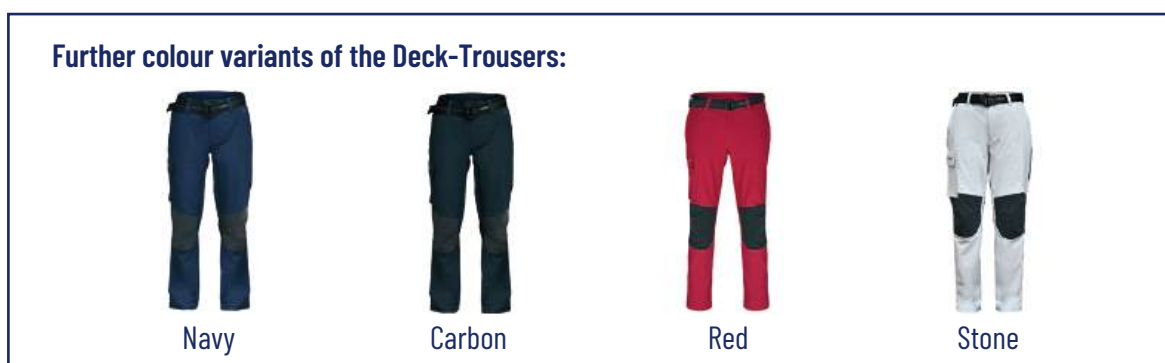 Further colour variants of the Deck-Trousers:
Navy
Carbon
Red
Stone